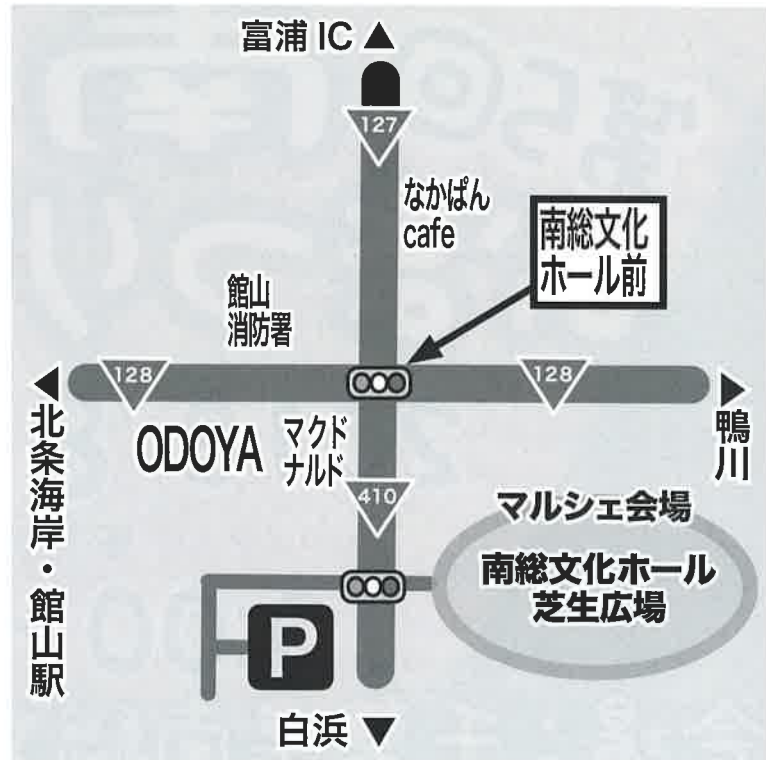 富浦 IC ▲
127
なかぱん
cafe
南総文化
ホール前
館山
消防署
128
128
◀北条海岸・館山駅
▶鴨川
ODOYA
マクド
ナルド
410
マルシェ会場
南総文化ホール
芝生広場
P
白浜 ▼